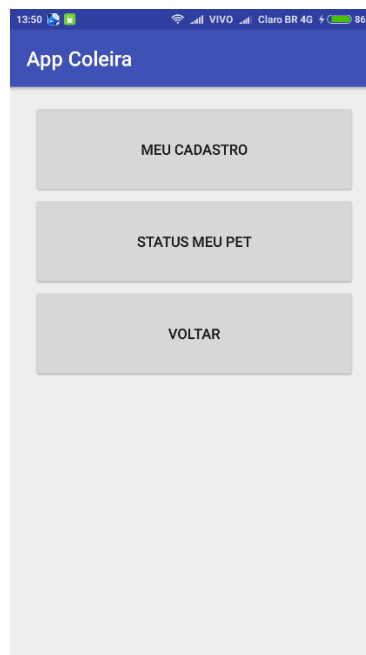 13:50 VIVO Claro BR 4G 86
App Coleira
MEU CADASTRO
STATUS MEU PET
VOLTAR